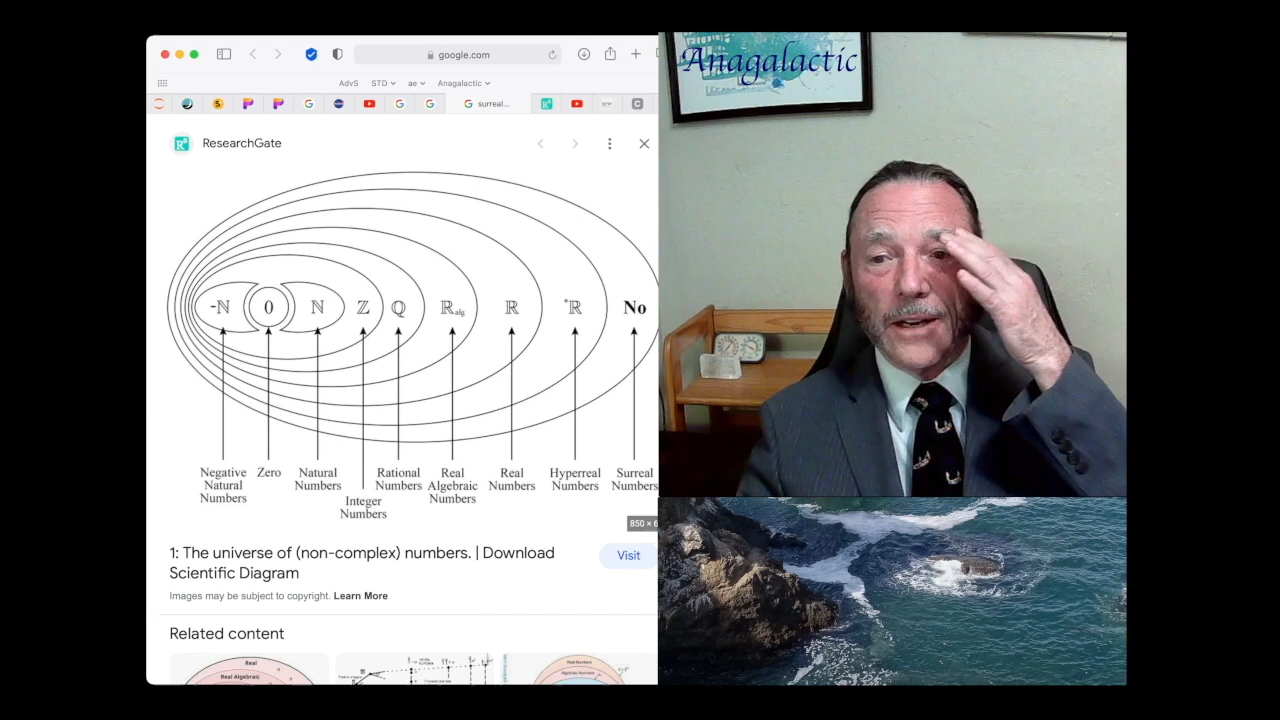 google.com
AdvS STD ae Anagalactic
surreal...
ResearchGate
-ℕ 0 ℕ ℤ ℚ ℝalg ℝ *ℝ No
Negative Natural Numbers
Zero
Natural Numbers
Integer Numbers
Rational Numbers
Real Algebraic Numbers
Real Numbers
Hyperreal Numbers
Surreal Numbers
850 × 6
1: The universe of (non-complex) numbers. | Download
Scientific Diagram
Visit
Images may be subject to copyright. Learn More
Related content
Real
Real Algebraic
Real Numbers
Anagalactic